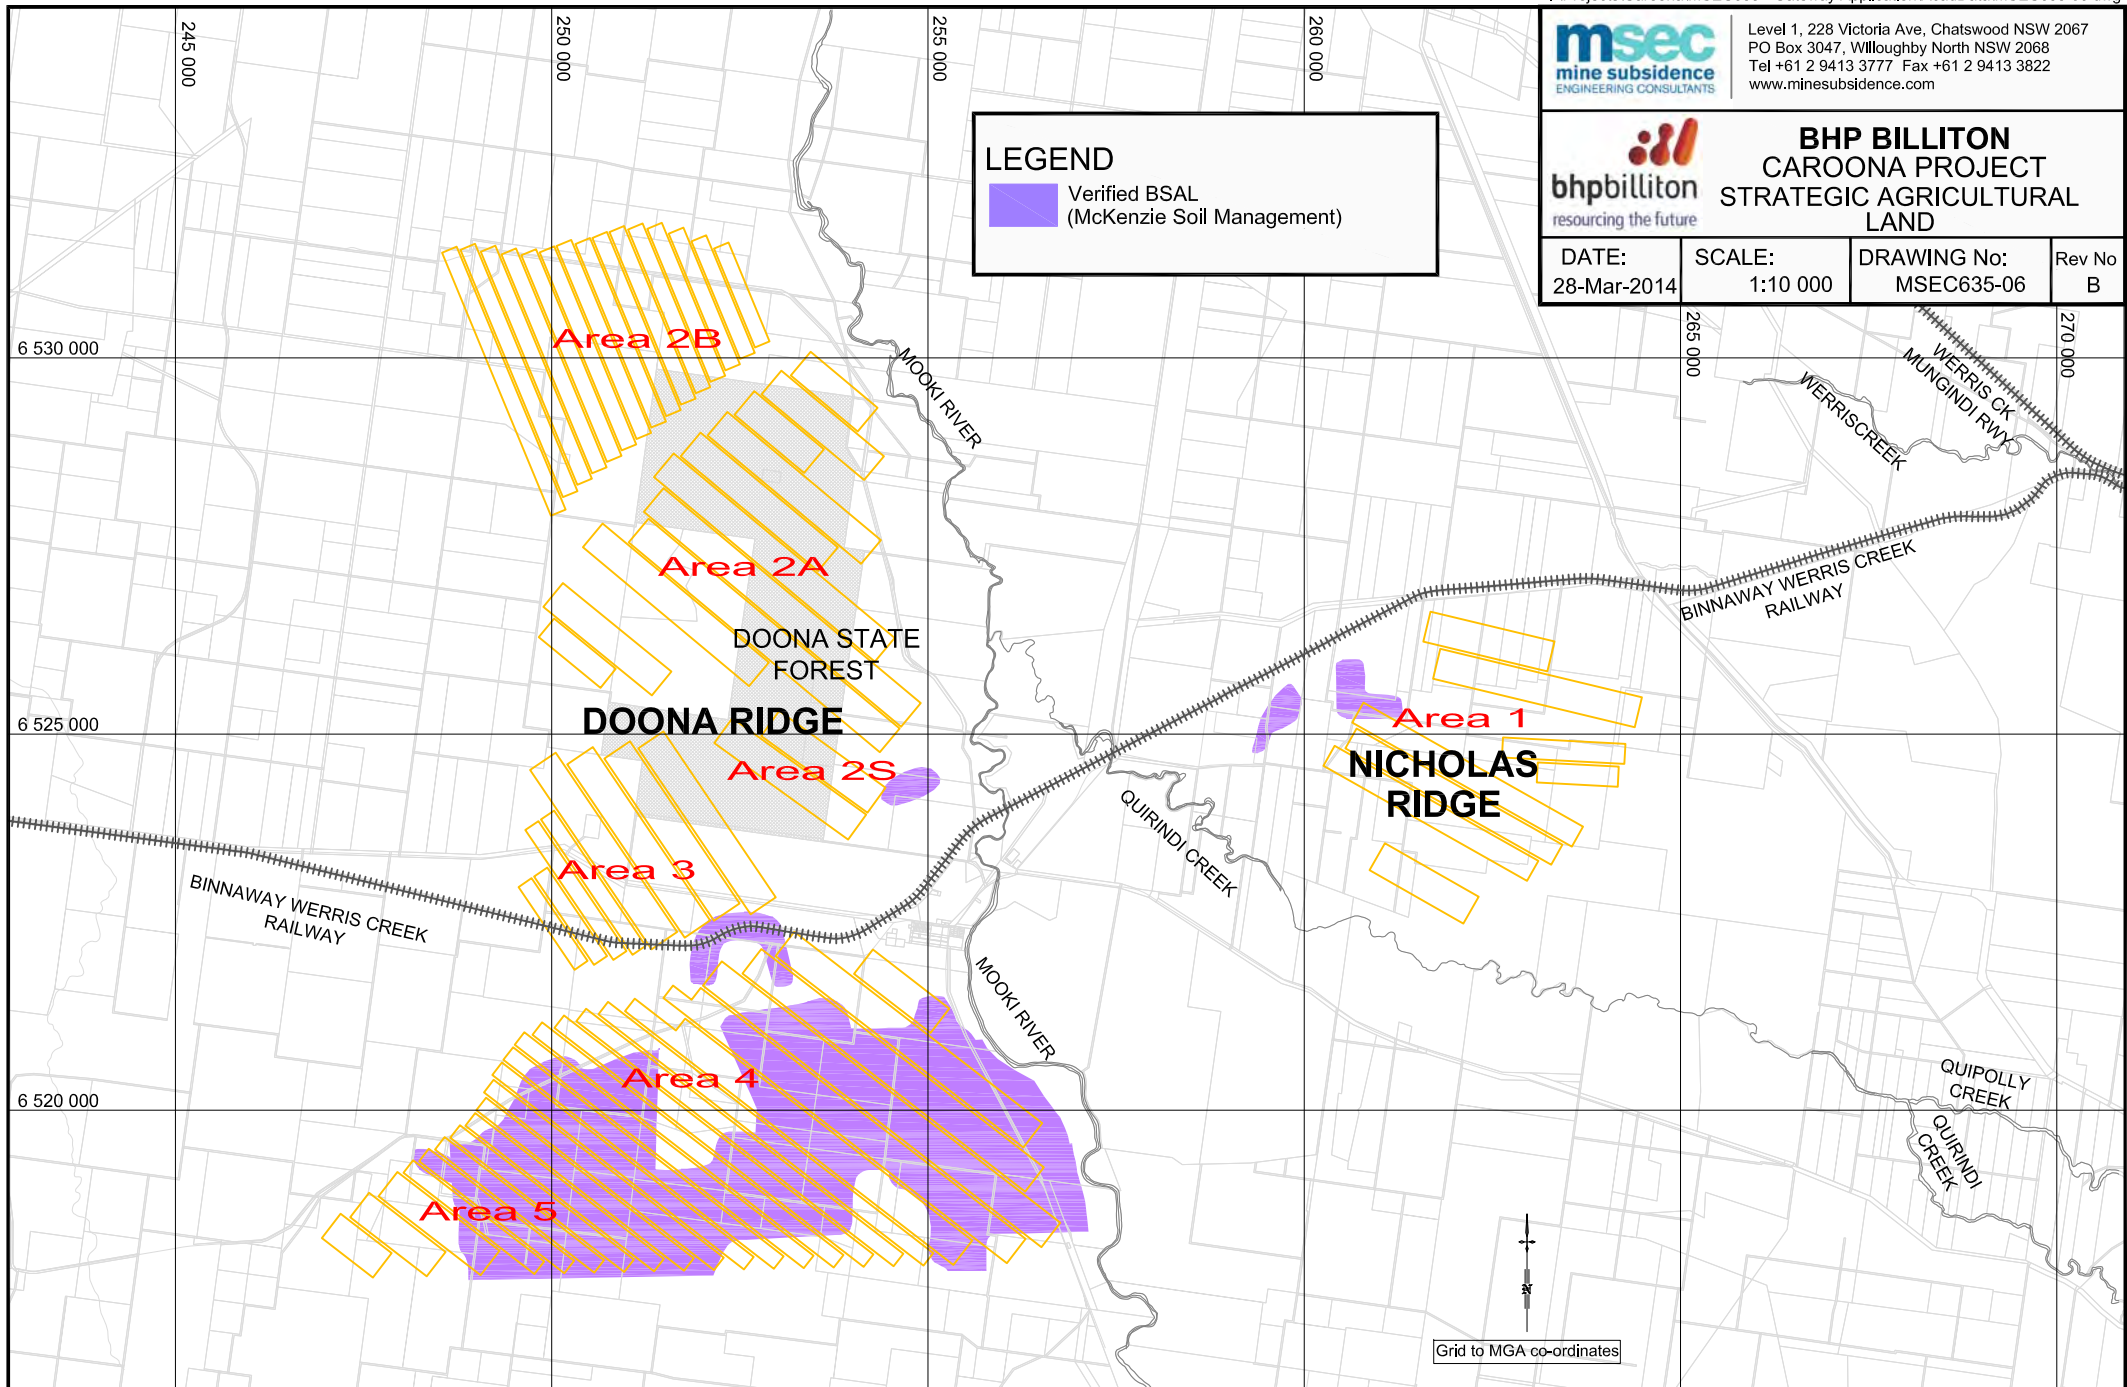 msec
mine subsidence
ENGINEERING CONSULTANTS
Level 1, 228 Victoria Ave, Chatswood NSW 2067
PO Box 3047, Willoughby North NSW 2068
Tel +61 2 9413 3777 Fax +61 2 9413 3822
www.minesubsidence.com
bhpbilliton
resourcing the future
BHP BILLITON
CAROONA PROJECT
STRATEGIC AGRICULTURAL
LAND
DATE:
28-Mar-2014
SCALE:
1:10 000
DRAWING No:
MSEC635-06
Rev No
B
LEGEND
Verified BSAL
(McKenzie Soil Management)
245 000
250 000
255 000
260 000
265 000
270 000
6 530 000
6 525 000
6 520 000
Area 2B
MOOKI RIVER
WERRIS CK
MUNGINDI RWY
WERRISCREEK
Area 2A
BINNAWAY WERRIS CREEK
RAILWAY
DOONA STATE
FOREST
DOONA RIDGE
Area 2S
Area 1
NICHOLAS
RIDGE
QUIRINDI CREEK
Area 3
BINNAWAY WERRIS CREEK
RAILWAY
MOOKI RIVER
Area 4
QUIPOLLY
CREEK
QUIRINDI
CREEK
Area 5
N
Grid to MGA co-ordinates